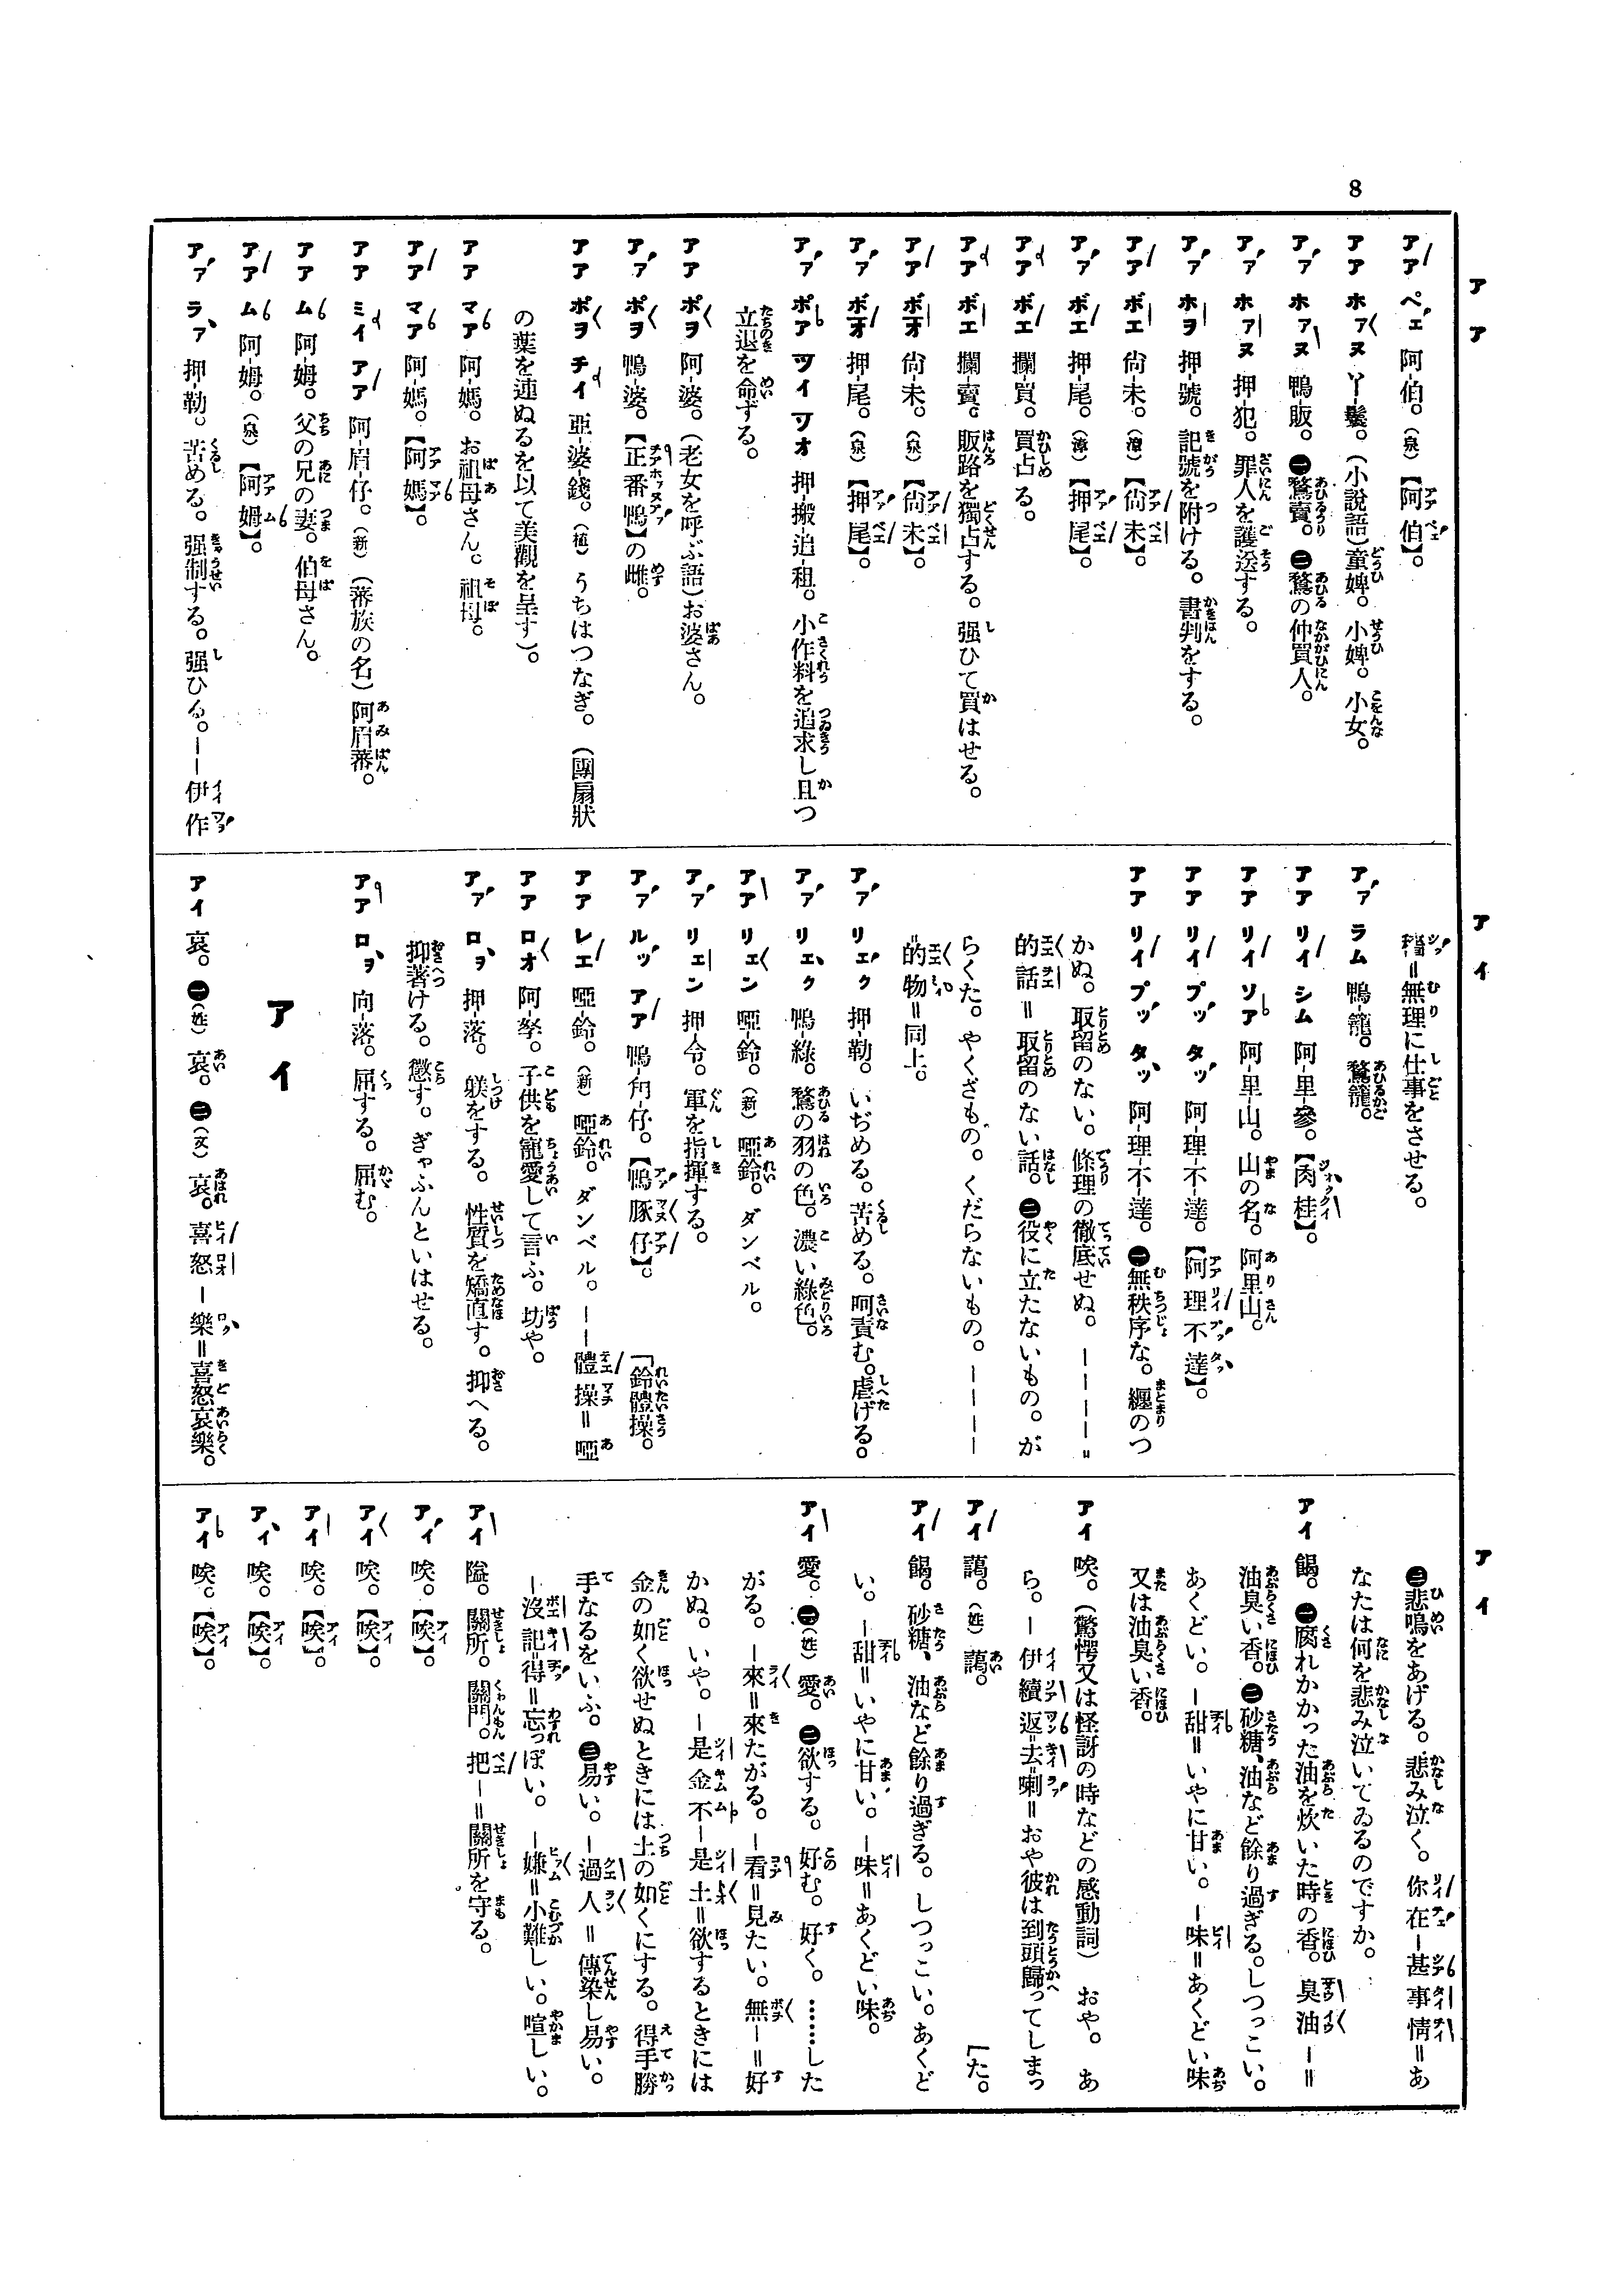 8
アア
アイ
アイ
アア ペェ 阿-伯。(泉)【阿伯】。
アア ホァヌ 丫-鬟。(小說語)童婢。小婢。小女。
アァ ホァヌ 鴨-販。㊀鶩賣。㊁鶩の仲買人。
アァ ホァヌ 押-犯。罪人を護送する。
アァ ホヲ 押-號。記號を附ける。書判をする。
アア ボエ 尙-未。(漳)【尙未】。
アァ ボエ 押-尾。(漳)【押尾】。
アア ボエ 攔-買。買占る。
アア ボエ 攔-賣。販路を獨占する。强ひて買はせる。
アア ボオ 尙-未。(泉)【尙未】。
アァ ボオ 押-尾。(泉)【押尾】。
アァ ポア ツイ ツオ 押-搬-追-租。小作料を追求し且つ
立退を命ずる。
アア ポヲ 阿-婆。(老女を呼ぶ語)お婆さん。
アァ ポヲ 鴨-婆。【正番鴨】の雌。
アア ポヲ チイ 亞-婆-錢。(植)うちはつなぎ。(團扇狀
の葉を連ぬるを以て美觀を呈す)。
アア マア 阿-媽。お祖母さん。祖母。
アア マア 阿-媽。【阿媽】。
アア ミイ アア 阿-眉-仔。(新)(蕃族の名)阿眉蕃。
アア ム 阿-姆。父の兄の妻。伯母さん。
アア ム 阿-姆。(泉)【阿姆】。
アァ ラァ 押-勒。苦める。强制する。强ひる。——伊作
穡=無理に仕事をさせる。
アァ ラム 鴨-籠。鶩籠。
アア リイ シム 阿-里-參。【肉桂】。
アア リイ ソア 阿-里-山。山の名。阿里山。
アア リイ プッ タッ 阿-理-不-達。【阿理不達】。
アア リイ プッ タッ 阿-理-不-達。㊀無秩序な。纏のつ
かぬ。取留のない。條理の徹底せぬ。————=
的話=取留のない話。㊁役に立たないもの。が
らくた。やくざもの。くだらないもの。————
=的物=同上。
アァ リェク 押-勒。いぢめる。苦める。呵責む。虐げる。
アァ リェク 鴨-綠。鶩の羽の色。濃い綠色。
アア リェン 啞-鈴。(新)啞鈴。ダンベル。
アァ リェン 押-令。軍を指揮する。
アァ ルッ アア 鴨-角-仔。【鴨豚仔】。 「鈴體操。
アア レエ 啞-鈴。(新)啞鈴。ダンベル。——體操=啞
アア ロオ 阿-拏。子供を寵愛して言ふ。坊や。
アァ ロヲ 押-落。躾をする。性質を矯直す。抑へる。
抑著ける。懲す。ぎゃふんといはせる。
アア ロヲ 向-落。屈する。屈む。
アイ
アイ 哀。㊀(姓)哀。㊁(文)哀。喜怒—樂=喜怒哀樂。
㊂悲鳴をあげる。悲み泣く。你在—甚事情=あ
なたは何を悲み泣いてゐるのですか。
アイ 餲。㊀腐れかかった油を炊いた時の香。臭油—=
油臭い香。㊁砂糖、油など餘り過ぎる。しつっこい。
あくどい。—甜=いやに甘い。—味=あくどい味
又は油臭い香。
アイ 唉。(驚愕又は怪訝の時などの感動詞)おや。あ
ら。—伊續返=去=喇=おや彼は到頭歸ってしまっ
アイ 藹。(姓)藹。 「た。
アイ 餲。砂糖、油など餘り過ぎる。しつっこい。あくど
い。—甜=いやに甘い。—味=あくどい味。
アイ 愛。㊀(姓)愛。㊁欲する。好む。好く。……した
がる。—來=來たがる。—看=見たい。無—=好
かぬ。いや。—是金不—是土=欲するときには
金の如く欲せぬときには土の如くにする。得手勝
手なるをいふ。㊂易い。—過人=傳染し易い。
—沒記=得=忘っぽい。—嫌=小難しい。喧しい。
アイ 隘。關所。關門。把—=關所を守る。
アイ 唉。【唉】。
アイ 唉。【唉】。
アイ 唉。【唉】。
アイ 唉。【唉】。
アイ 唉。【唉】。